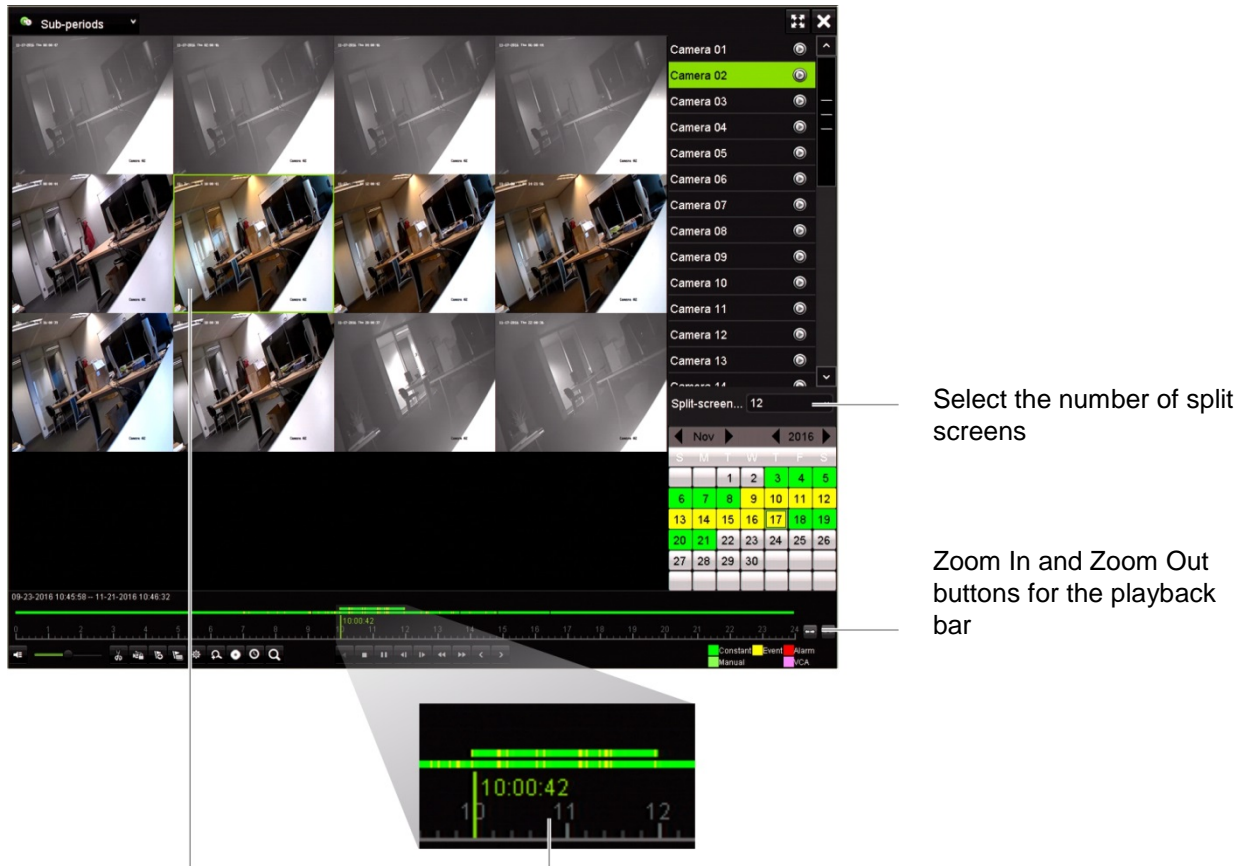 Sub-periods
Camera 01
Camera 02
Camera 03
Camera 04
Camera 05
Camera 06
Camera 07
Camera 08
Camera 09
Camera 10
Camera 11
Camera 12
Camera 13
Camera 14
Split-screen... 12
Select the number of split
screens
Nov 2016
S M T W T F S
1 2 3 4 5
6 7 8 9 10 11 12
13 14 15 16 17 18 19
20 21 22 23 24 25 26
27 28 29 30
Zoom In and Zoom Out
buttons for the playback
bar
09-23-2016 10:45:58 -- 11-21-2016 10:46:32
10:00:42
0 1 2 3 4 5 6 7 8 9 10 11 12 13 14 15 16 17 18 19 20 21 22 23 24
Constant Event Alarm
Manual VCA
10:00:42
10 11 12